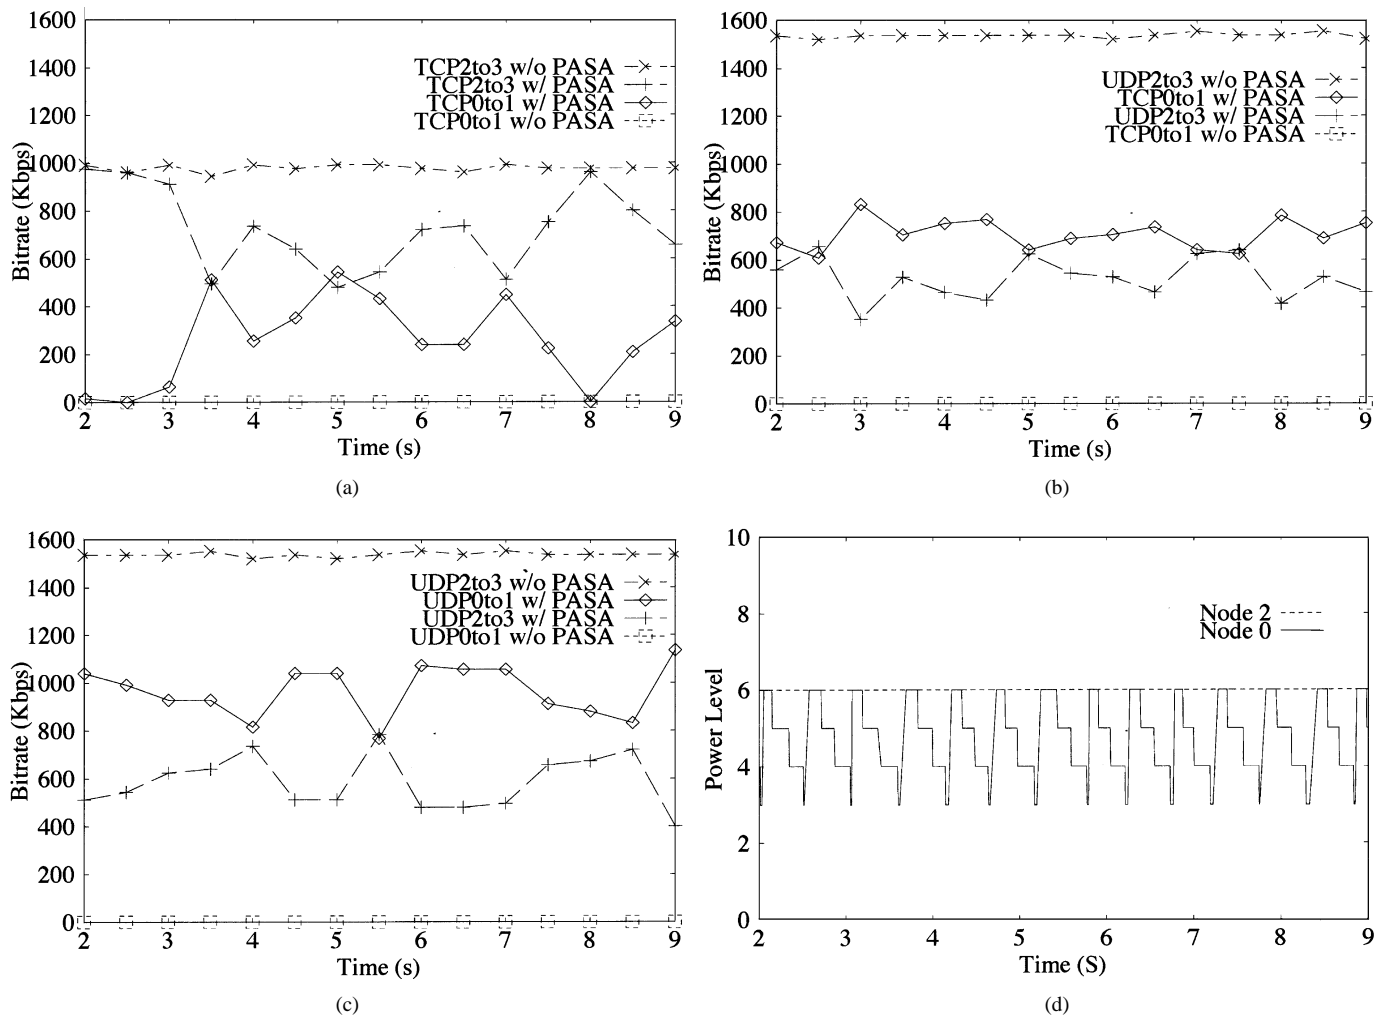 1600
1400
1200
1000
800
600
400
200
0
Bitrate (Kbps)
TCP2to3 w/o PASA
TCP2to3 w/ PASA
TCP0to1 w/ PASA
TCP0to1 w/o PASA
2 3 4 5 6 7 8 9
Time (s)
(a)
1600
1400
1200
1000
800
600
400
200
0
Bitrate (Kbps)
UDP2to3 w/o PASA
TCP0to1 w/ PASA
UDP2to3 w/ PASA
TCP0to1 w/o PASA
2 3 4 5 6 7 8 9
Time (s)
(b)
1600
1400
1200
1000
800
600
400
200
0
Bitrate (Kbps)
UDP2to3 w/o PASA
UDP0to1 w/ PASA
UDP2to3 w/ PASA
UDP0to1 w/o PASA
2 3 4 5 6 7 8 9
Time (s)
(c)
10
8
6
4
2
0
Power Level
Node 2
Node 0
2 3 4 5 6 7 8 9
Time (S)
(d)